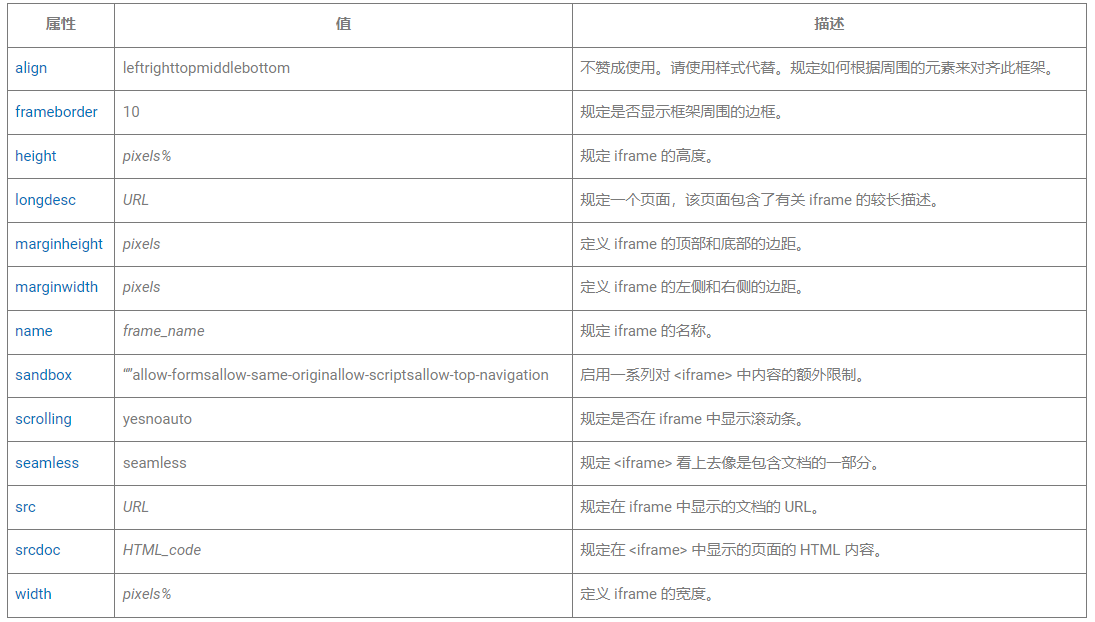 属性 值 描述
align leftrighttopmiddlebottom 不赞成使用。请使用样式代替。规定如何根据周围的元素来对齐此框架。
frameborder 10 规定是否显示框架周围的边框。
height pixels% 规定 iframe 的高度。
longdesc URL 规定一个页面，该页面包含了有关 iframe 的较长描述。
marginheight pixels 定义 iframe 的顶部和底部的边距。
marginwidth pixels 定义 iframe 的左侧和右侧的边距。
name frame_name 规定 iframe 的名称。
sandbox “”allow-formsallow-same-originallow-scriptsallow-top-navigation 启用一系列对 <iframe> 中内容的额外限制。
scrolling yesnoauto 规定是否在 iframe 中显示滚动条。
seamless seamless 规定 <iframe> 看上去像是包含文档的一部分。
src URL 规定在 iframe 中显示的文档的 URL。
srcdoc HTML_code 规定在 <iframe> 中显示的页面的 HTML 内容。
width pixels% 定义 iframe 的宽度。